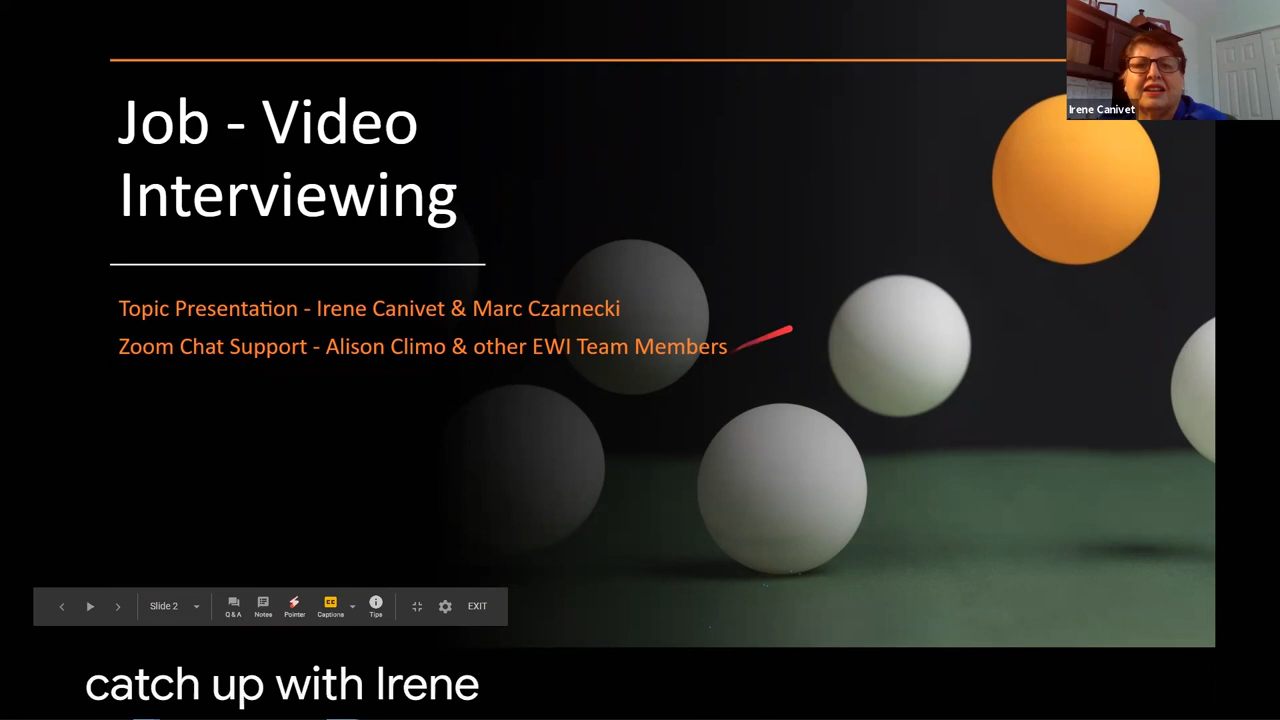 Job - Video
Interviewing
Irene Canivet
Topic Presentation - Irene Canivet & Marc Czarnecki
Zoom Chat Support - Alison Climo & other EWI Team Members
Slide 2
Q & A
Notes
Pointer
CC
Captions
Tips
EXIT
catch up with Irene